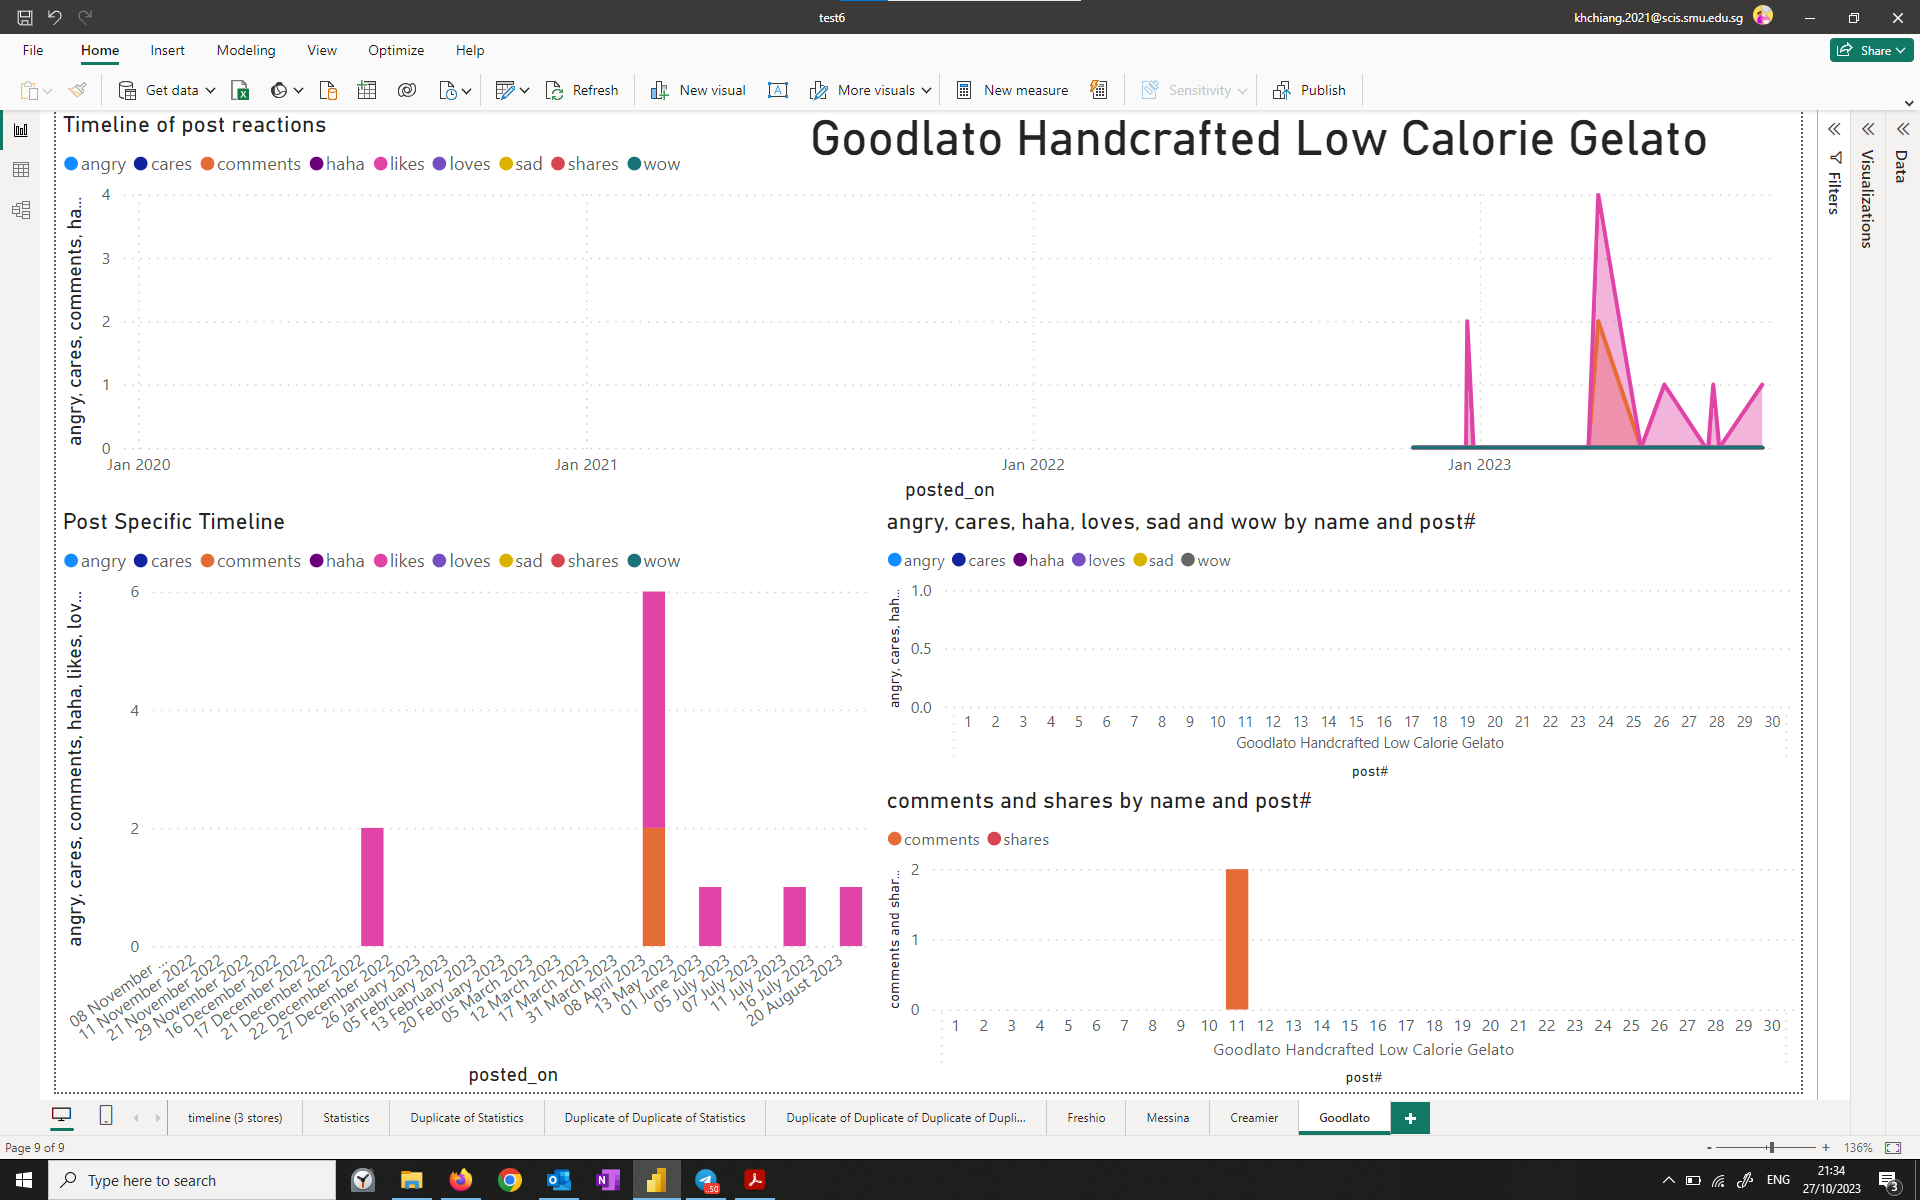 test6
khchiang.2021@scis.smu.edu.sg
File Home Insert Modeling View Optimize Help
Share
Get data Refresh New visual More visuals New measure Sensitivity Publish
Timeline of post reactions
Goodlato Handcrafted Low Calorie Gelato
angry cares comments haha likes loves sad shares wow
angry, cares, comments, ha...
4
3
2
1
0
Jan 2020 Jan 2021 Jan 2022 Jan 2023
posted_on
Post Specific Timeline
angry cares comments haha likes loves sad shares wow
angry, cares, comments, haha, likes, lov...
6
4
2
0
08 November ...
11 November 2022
21 November 2022
29 November 2022
16 December 2022
17 December 2022
21 December 2022
22 December 2022
27 December 2022
26 January 2023
05 February 2023
13 February 2023
20 February 2023
05 March 2023
12 March 2023
17 March 2023
31 March 2023
08 April 2023
13 May 2023
01 June 2023
05 July 2023
07 July 2023
11 July 2023
16 July 2023
20 August 2023
posted_on
angry, cares, haha, loves, sad and wow by name and post#
angry cares haha loves sad wow
angry, cares, hah...
1.0
0.5
0.0
1 2 3 4 5 6 7 8 9 10 11 12 13 14 15 16 17 18 19 20 21 22 23 24 25 26 27 28 29 30
Goodlato Handcrafted Low Calorie Gelato
post#
comments and shares by name and post#
comments shares
comments and shar...
2
1
0
1 2 3 4 5 6 7 8 9 10 11 12 13 14 15 16 17 18 19 20 21 22 23 24 25 26 27 28 29 30
Goodlato Handcrafted Low Calorie Gelato
post#
Filters
Visualizations
Data
timeline (3 stores) Statistics Duplicate of Statistics Duplicate of Duplicate of Statistics Duplicate of Duplicate of Duplicate of Dupli... Freshio Messina Creamier Goodlato +
Page 9 of 9
- + 136%
Type here to search
50
ENG
21:34
27/10/2023
3